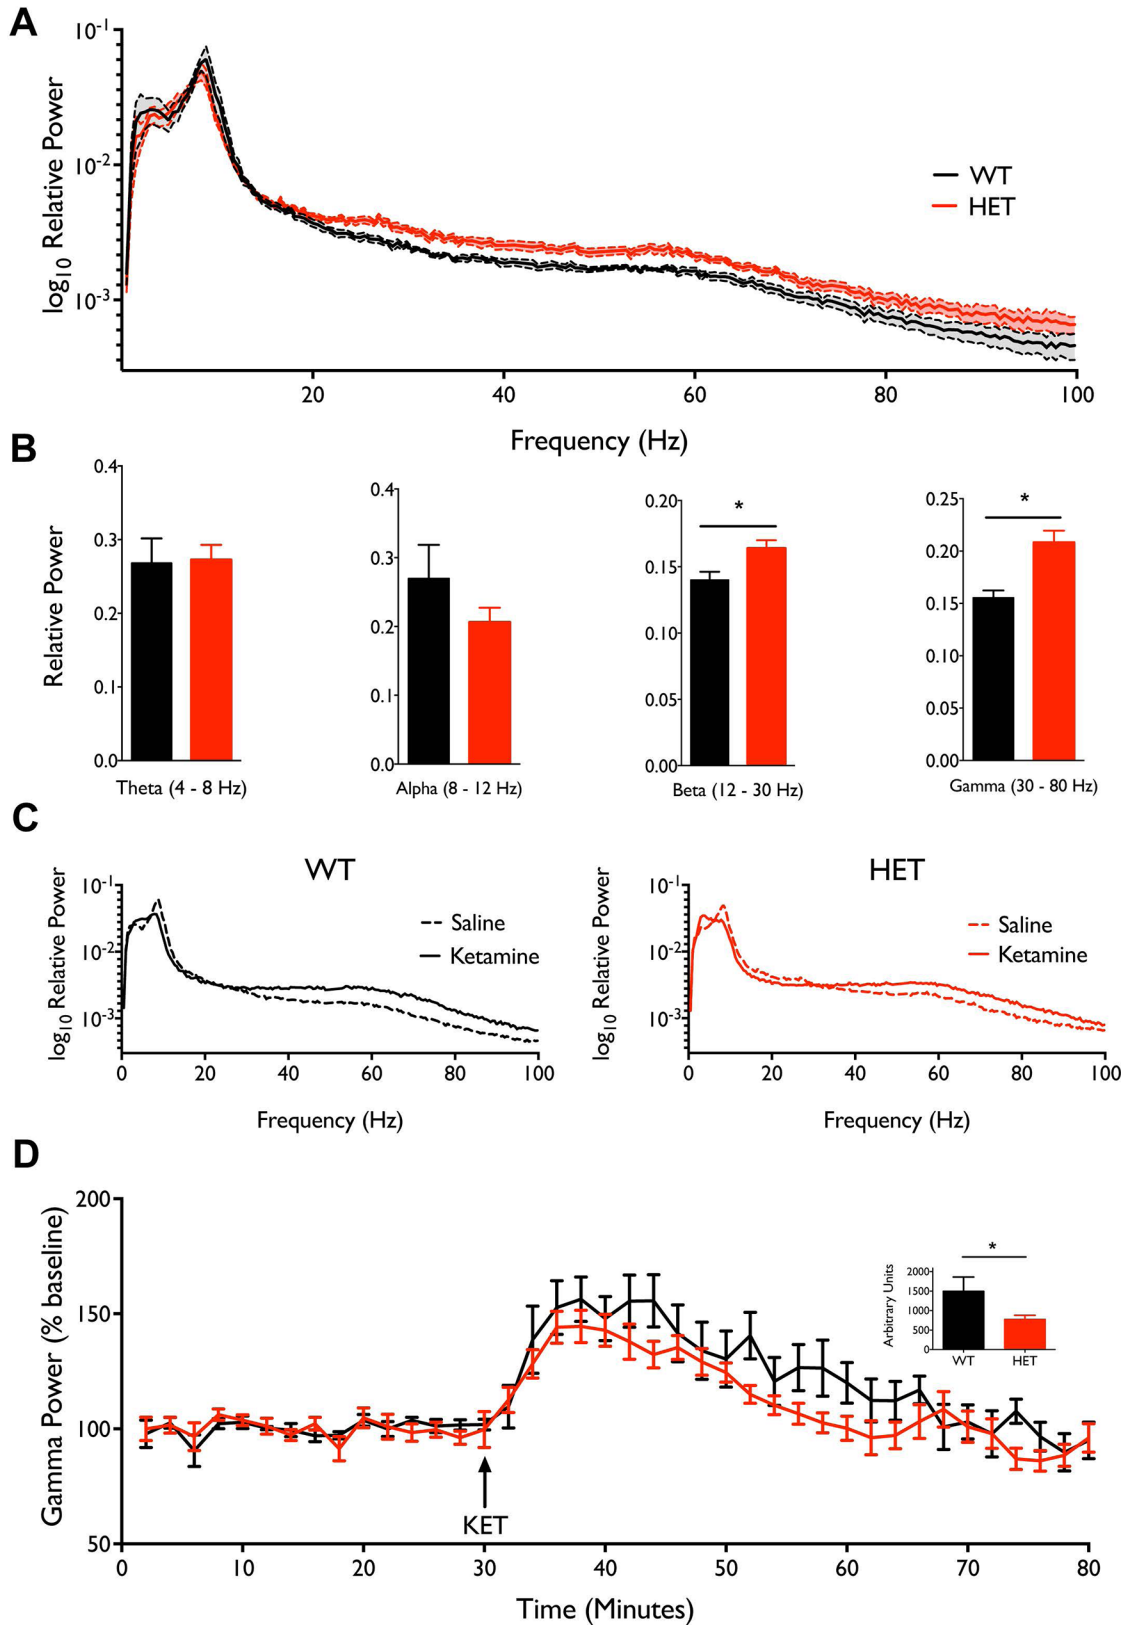 A
log10 Relative Power
10-1
10-2
10-3
WT
HET
20 40 60 80 100
Frequency (Hz)
B
Relative Power
0.4
0.3
0.2
0.1
0.0
Theta (4 - 8 Hz)
0.4
0.3
0.2
0.1
0.0
Alpha (8 - 12 Hz)
0.20
0.15
0.10
0.05
0.00
*
Beta (12 - 30 Hz)
0.25
0.20
0.15
0.10
0.05
0.00
*
Gamma (30 - 80 Hz)
C
WT
log10 Relative Power
10-1
10-2
10-3
Saline
Ketamine
0 20 40 60 80 100
Frequency (Hz)
HET
log10 Relative Power
10-1
10-2
10-3
Saline
Ketamine
0 20 40 60 80 100
Frequency (Hz)
D
Gamma Power (% baseline)
200
150
100
50
KET
*
Arbitrary Units
2000
1500
1000
500
0
WT HET
0 10 20 30 40 50 60 70 80
Time (Minutes)